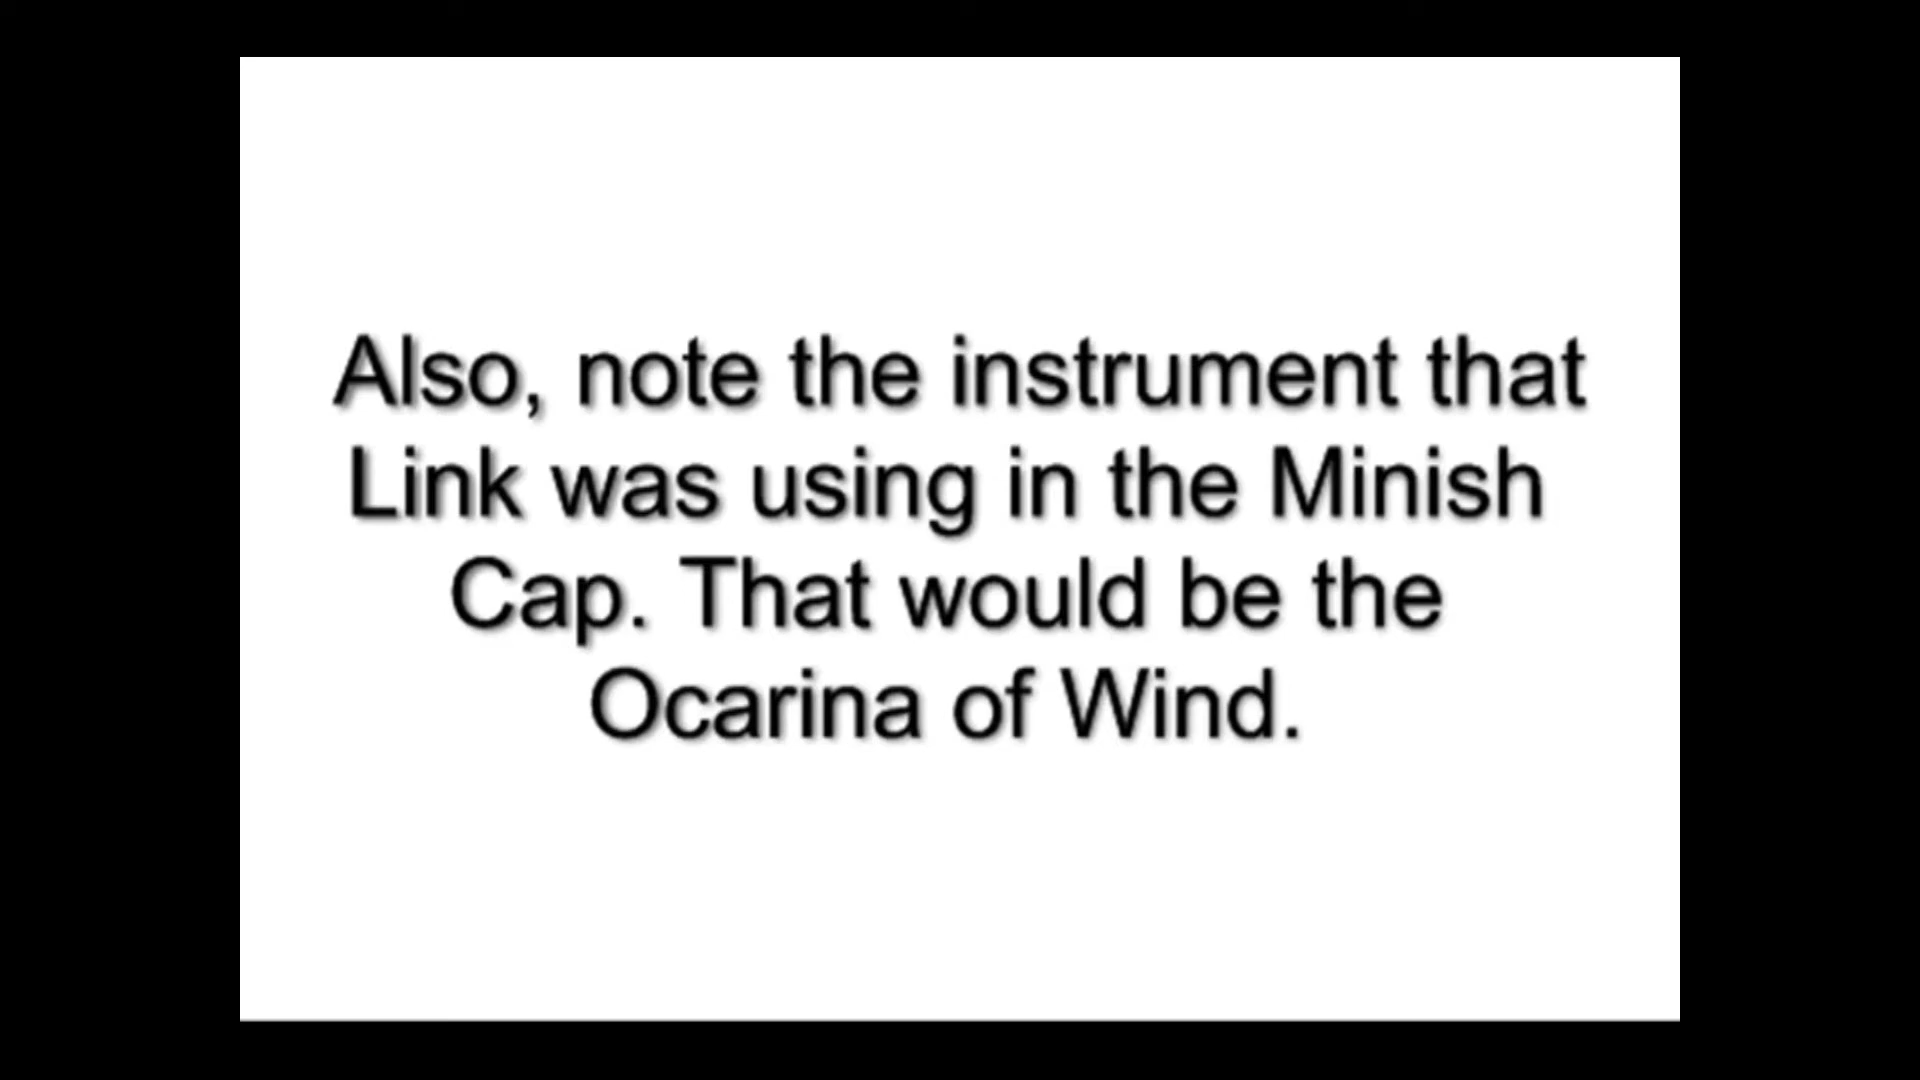 Also, note the instrument that
Link was using in the Minish
Cap. That would be the
Ocarina of Wind.